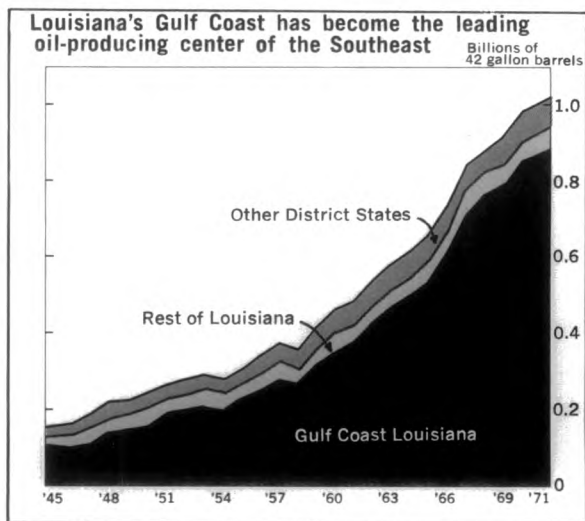 Louisiana's Gulf Coast has become the leading
oil-producing center of the Southeast
Billions of
42 gallon barrels
1.0
0.8
Other District States
0.6
Rest of Louisiana
0.4
0.2
Gulf Coast Louisiana
0
'45 '48 '51 '54 '57 '60 '63 '66 '69 '71